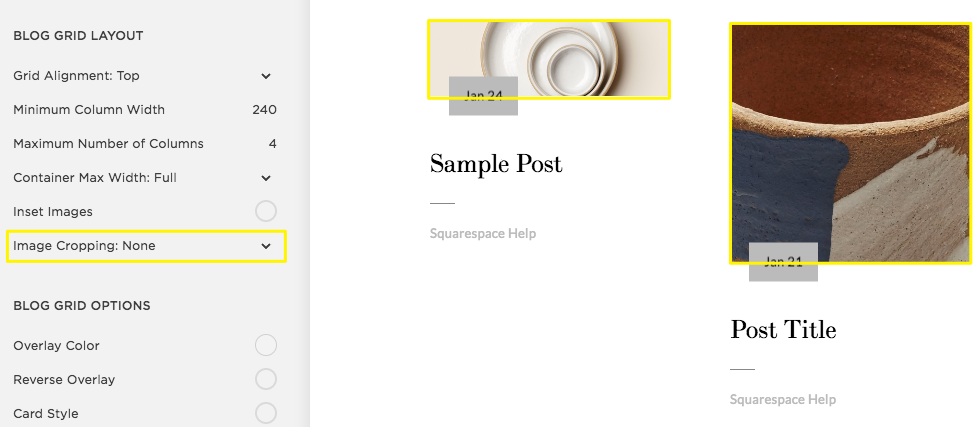 BLOG GRID LAYOUT
Grid Alignment: Top
Minimum Column Width 240
Maximum Number of Columns 4
Container Max Width: Full
Inset Images
Image Cropping: None
BLOG GRID OPTIONS
Overlay Color
Reverse Overlay
Card Style
Jan 24
Sample Post
Squarespace Help
Jan 21
Post Title
Squarespace Help